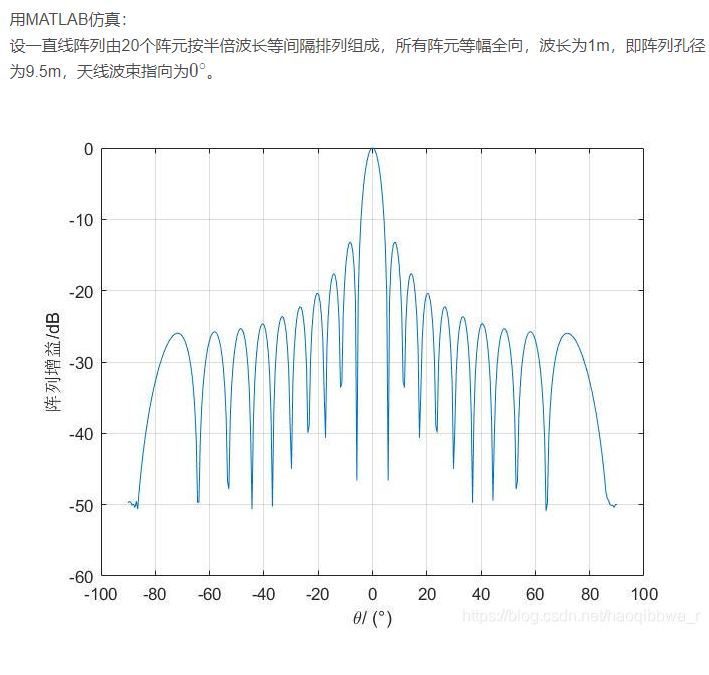 用MATLAB仿真：
设一直线阵列由20个阵元按半倍波长等间隔排列组成，所有阵元等幅全向，波长为1m，即阵列孔径
为9.5m，天线波束指向为0°。
0
-10
-20
-30
-40
-50
-60
阵列增益/dB
-100 -80 -60 -40 -20 0 20 40 60 80 100
θ/ (°)
https://blog.csdn.net/haoqibbwa_r